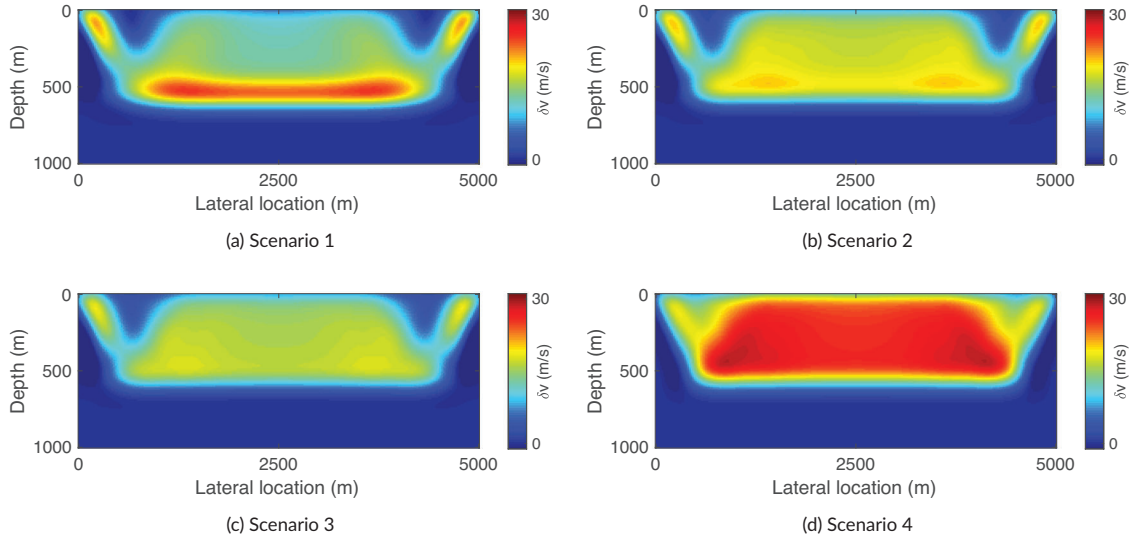 0
500
1000
Depth (m)
0
2500
5000
Lateral location (m)
30
0
δv (m/s)
(a) Scenario 1
0
500
1000
Depth (m)
0
2500
5000
Lateral location (m)
30
0
δv (m/s)
(b) Scenario 2
0
500
1000
Depth (m)
0
2500
5000
Lateral location (m)
30
0
δv (m/s)
(c) Scenario 3
0
500
1000
Depth (m)
0
2500
5000
Lateral location (m)
30
0
δv (m/s)
(d) Scenario 4